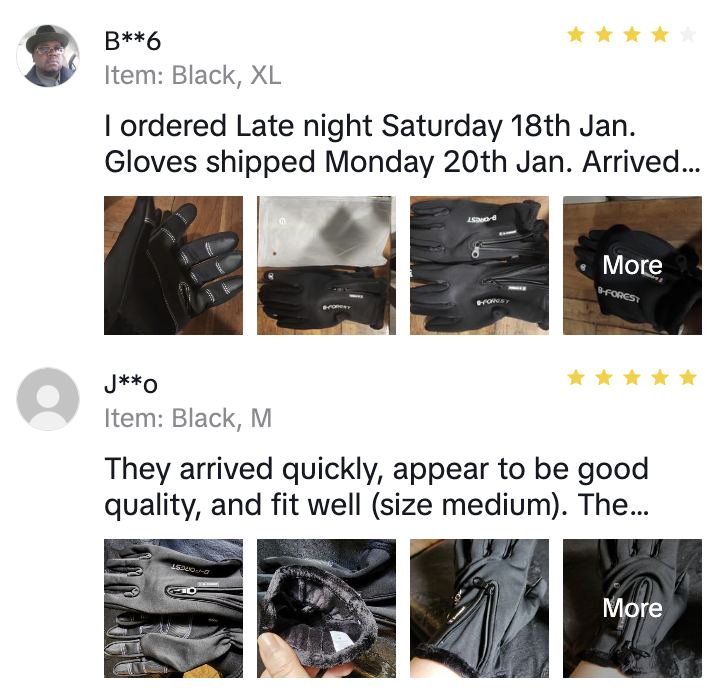 B**6
Item: Black, XL
I ordered Late night Saturday 18th Jan.
Gloves shipped Monday 20th Jan. Arrived...
B-FOREST
B-FOREST
B-FOREST
More
J**o
Item: Black, M
They arrived quickly, appear to be good
quality, and fit well (size medium). The...
B-FOREST
More